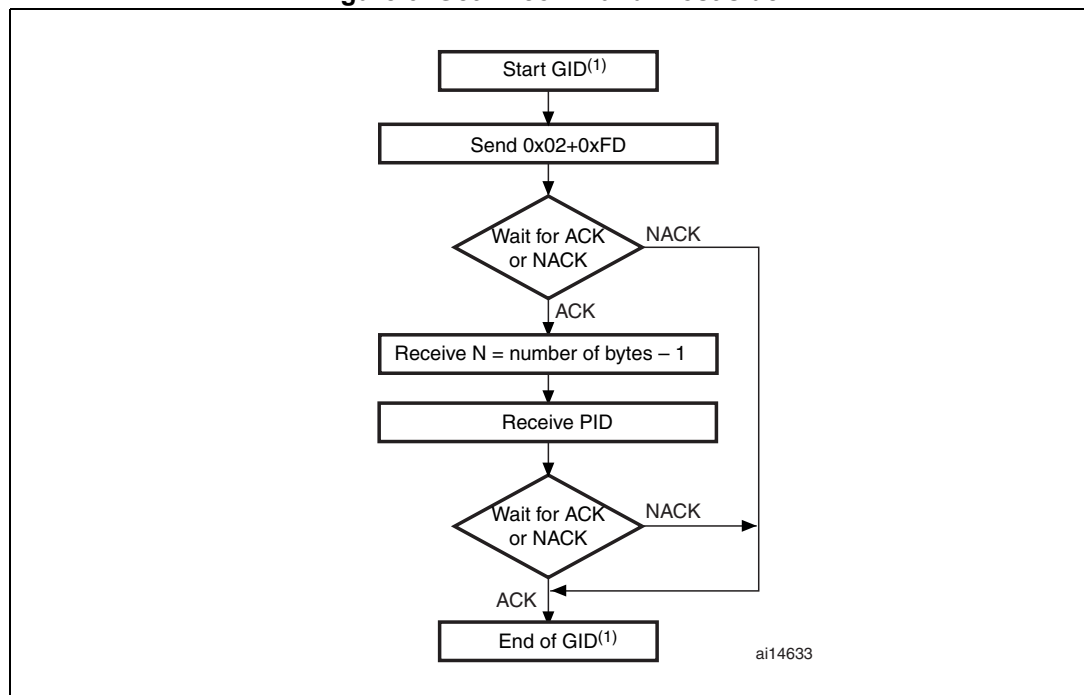 Start GID(1)
Send 0x02+0xFD
Wait for ACK
or NACK
NACK
ACK
Receive N = number of bytes – 1
Receive PID
Wait for ACK
or NACK
NACK
ACK
End of GID(1)
ai14633